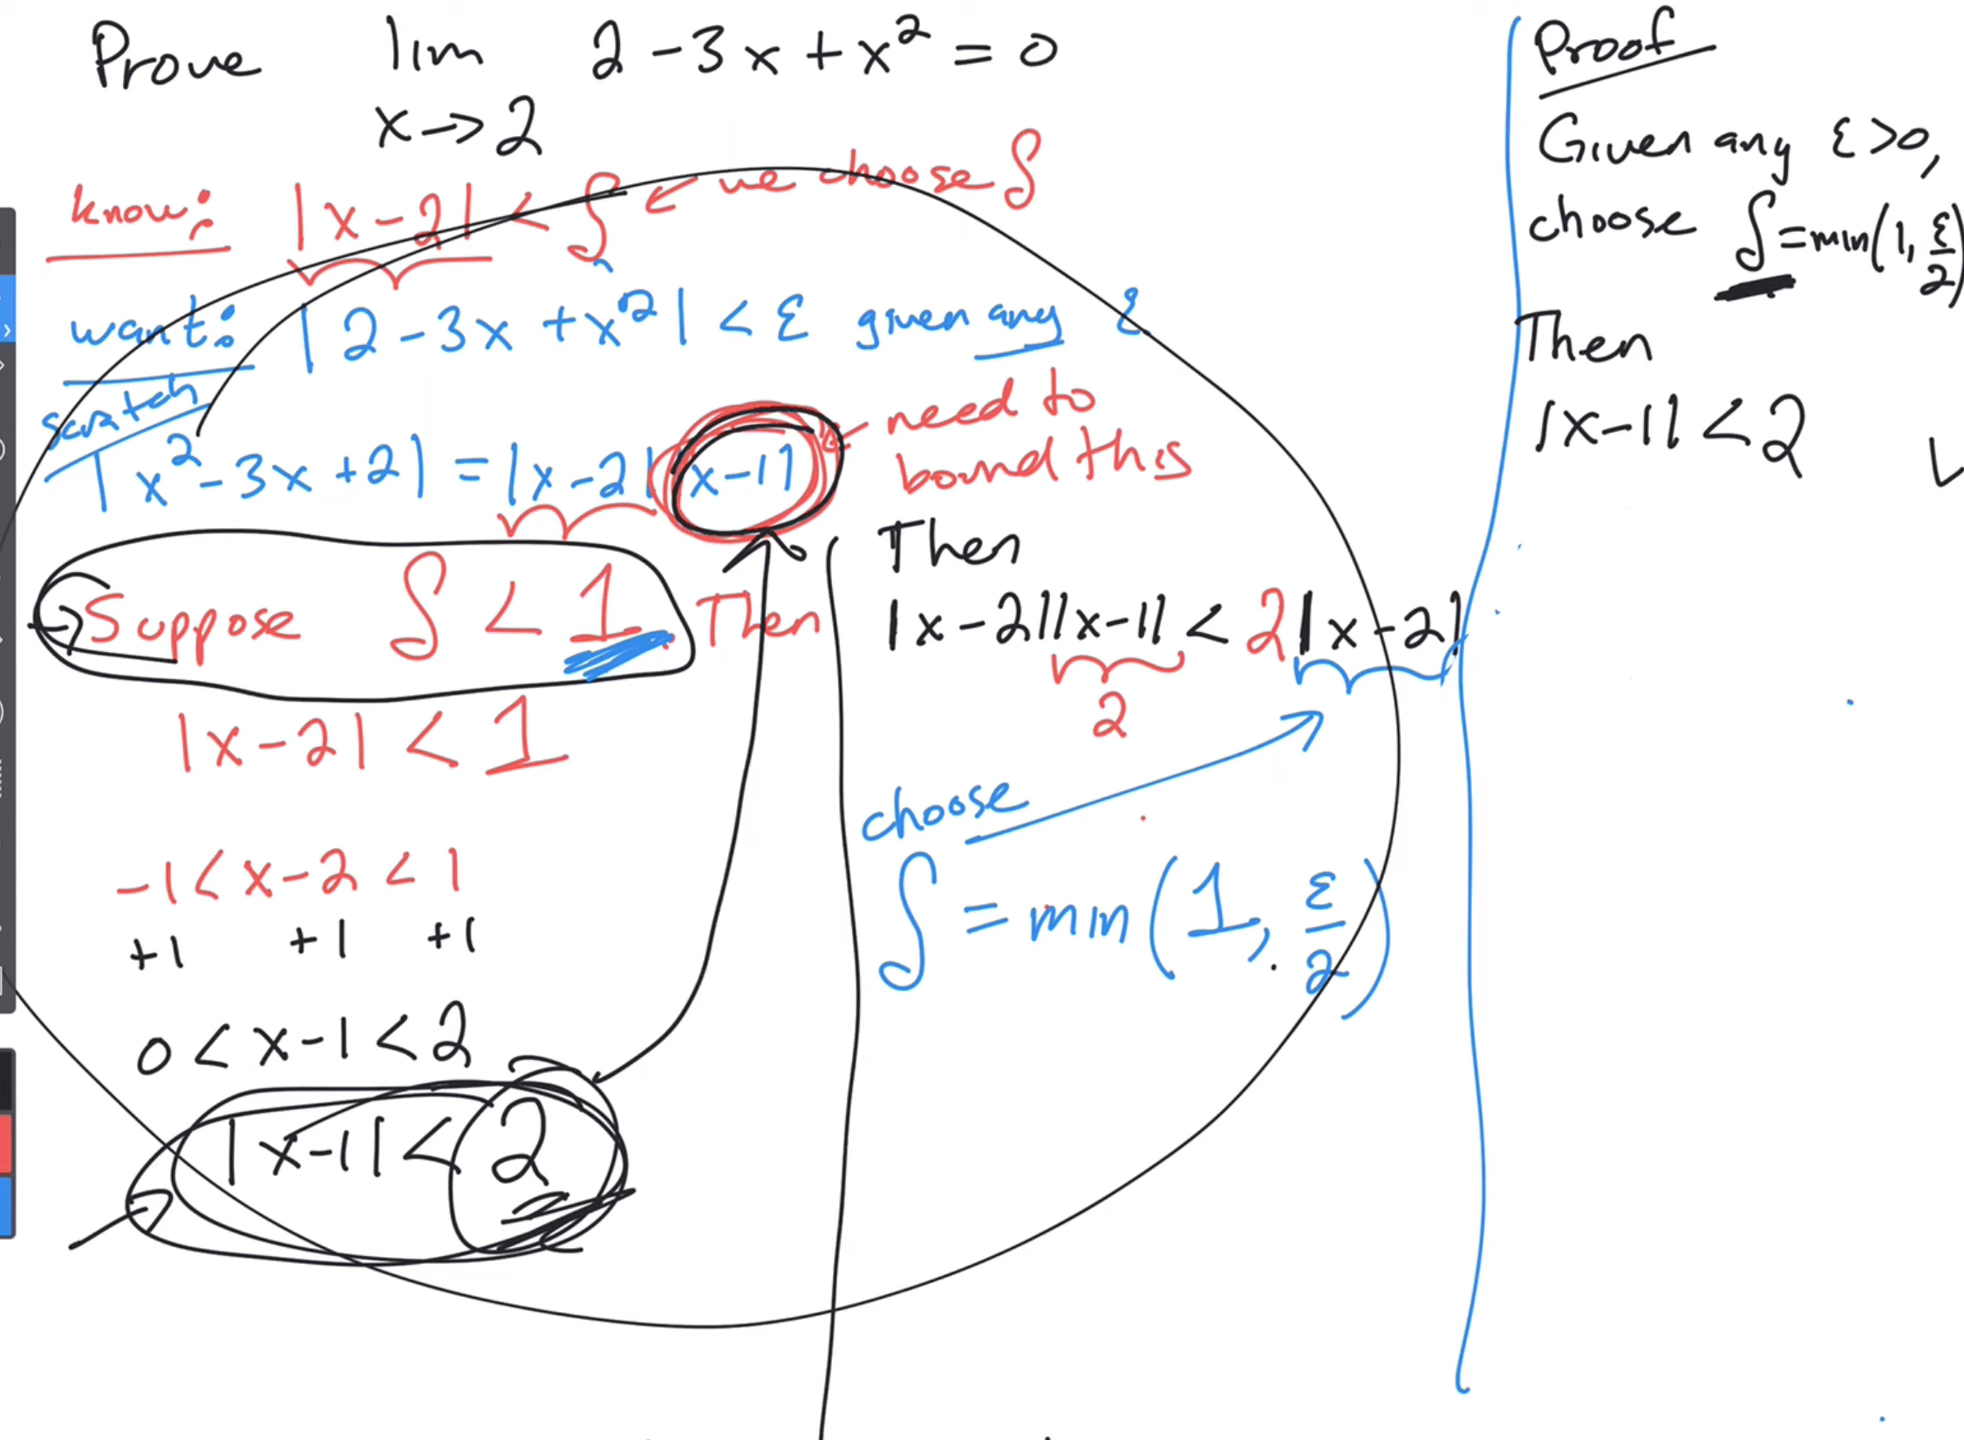 Prove lim 2-3x+x² = 0
x→2
know: |x-2| < δ ← we choose δ
want: |2-3x+x²| < ε given any ε
scratch
|x²-3x+2| = |x-2| |x-1|
need to
bound this
Suppose δ < 1. Then
|x-2| < 1
-1 < x-2 < 1
+1 +1 +1
0 < x-1 < 2
|x-1| < 2
Then
|x-2||x-1| < 2|x-2|
2
choose
δ = min(1, ε/2)
Proof
Given any ε>0,
choose δ=min(1, ε/2)
Then
|x-1| < 2